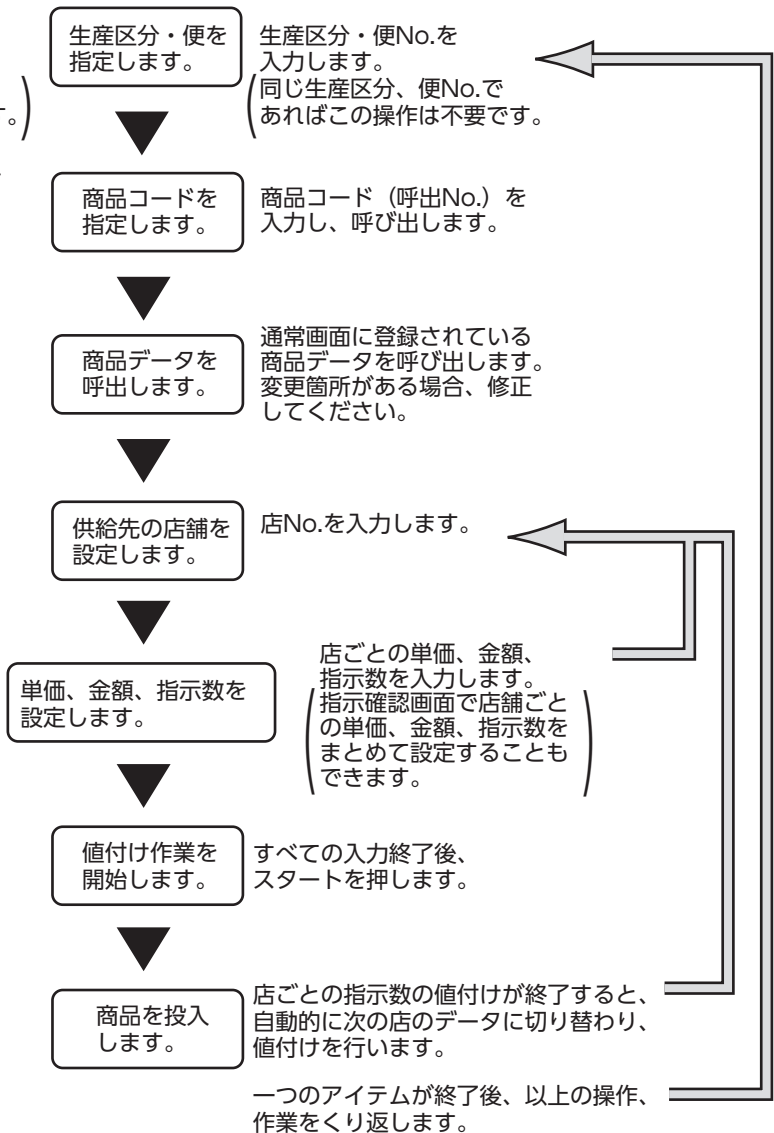 生産区分・便を
指定します。
生産区分・便No.を
入力します。
同じ生産区分、便No.で
あればこの操作は不要です。
す。
商品コードを
指定します。
商品コード（呼出No.）を
入力し、呼び出します。
商品データを
呼出します。
通常画面に登録されている
商品データを呼び出します。
変更箇所がある場合、修正
してください。
供給先の店舗を
設定します。
店No.を入力します。
単価、金額、指示数を
設定します。
店ごとの単価、金額、
指示数を入力します。
指示確認画面で店舗ごと
の単価、金額、指示数を
まとめて設定することも
できます。
値付け作業を
開始します。
すべての入力終了後、
スタートを押します。
商品を投入
します。
店ごとの指示数の値付けが終了すると、
自動的に次の店のデータに切り替わり、
値付けを行います。
一つのアイテムが終了後、以上の操作、
作業をくり返します。